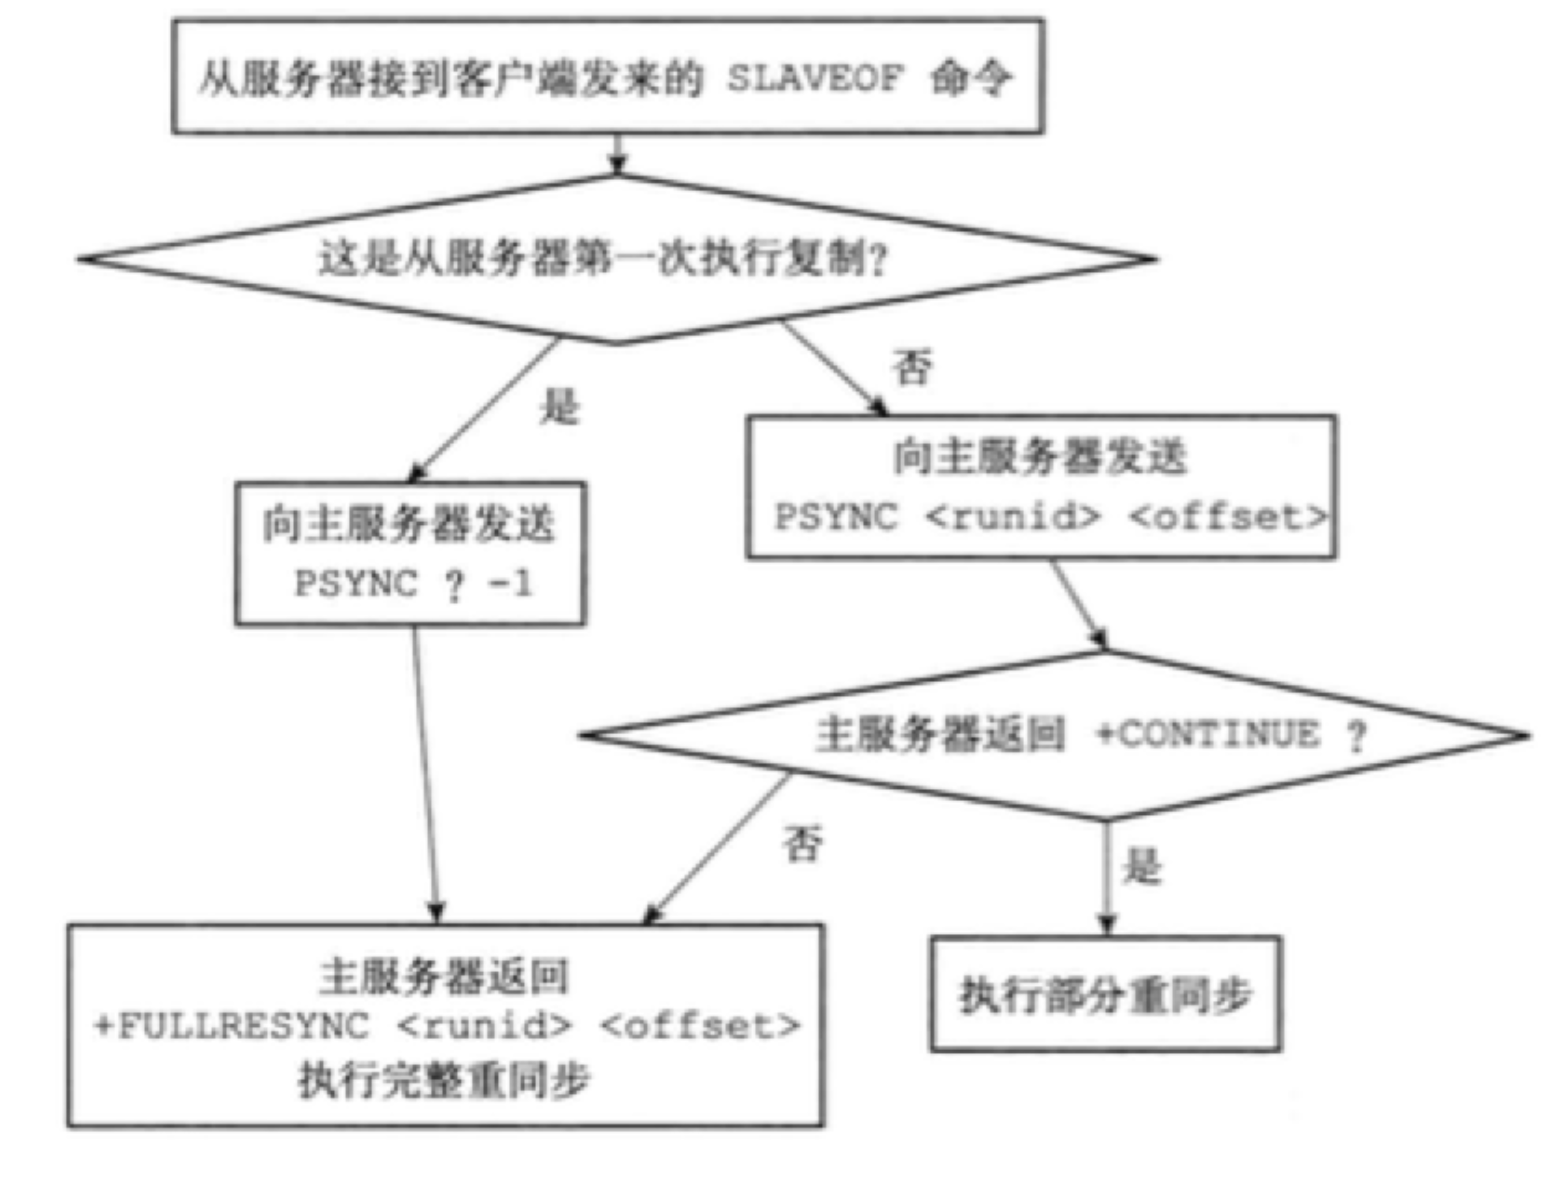 从服务器接到客户端发来的 SLAVEOF 命令
这是从服务器第一次执行复制？
是
否
向主服务器发送
PSYNC ? -1
向主服务器发送
PSYNC <runid> <offset>
主服务器返回 +CONTINUE ？
否
是
主服务器返回
+FULLRESYNC <runid> <offset>
执行完整重同步
执行部分重同步